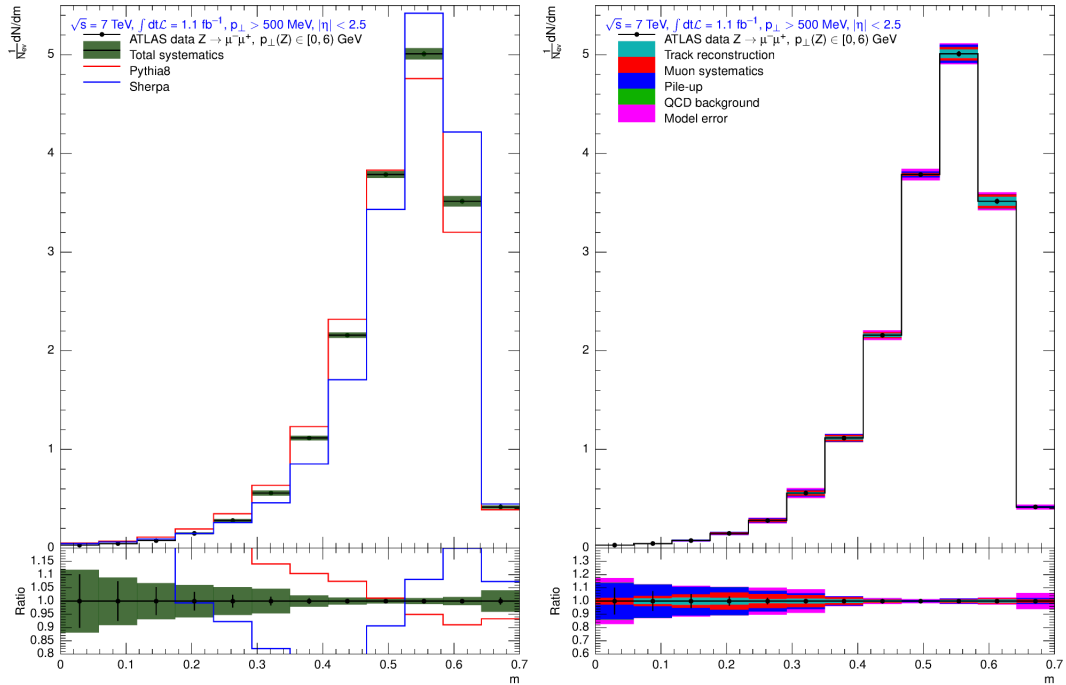 √s = 7 TeV, ∫ dtℒ = 1.1 fb⁻¹, p⊥ > 500 MeV, |η| < 2.5
ATLAS data Z → μ⁻μ⁺, p⊥(Z) ∈ [0, 6) GeV
Total systematics
Pythia8
Sherpa
1/N_ev dN/dm
5
4
3
2
1
0
Ratio
1.15
1.10
1.05
1.00
0.95
0.90
0.85
0.8
0 0.1 0.2 0.3 0.4 0.5 0.6 0.7
m
√s = 7 TeV, ∫ dtℒ = 1.1 fb⁻¹, p⊥ > 500 MeV, |η| < 2.5
ATLAS data Z → μ⁻μ⁺, p⊥(Z) ∈ [0, 6) GeV
Track reconstruction
Muon systematics
Pile-up
QCD background
Model error
1/N_ev dN/dm
5
4
3
2
1
0
Ratio
1.3
1.2
1.1
1.0
0.9
0.8
0.7
0.6
0 0.1 0.2 0.3 0.4 0.5 0.6 0.7
m